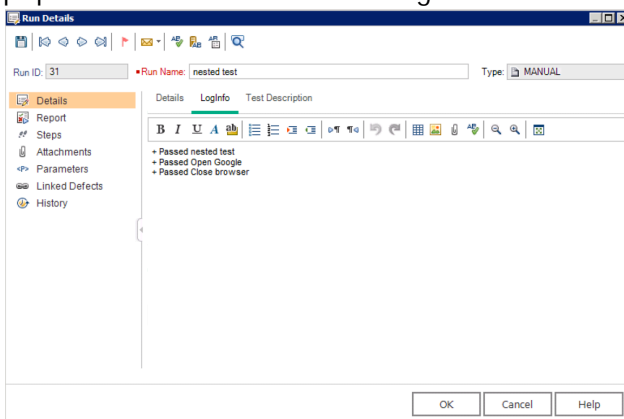 Run Details
Run ID: 31
Run Name: nested test
Type: MANUAL
Details
Report
Steps
Attachments
Parameters
Linked Defects
History
Details LogInfo Test Description
B I U A ab
+ Passed nested test
+ Passed Open Google
+ Passed Close browser
OK Cancel Help